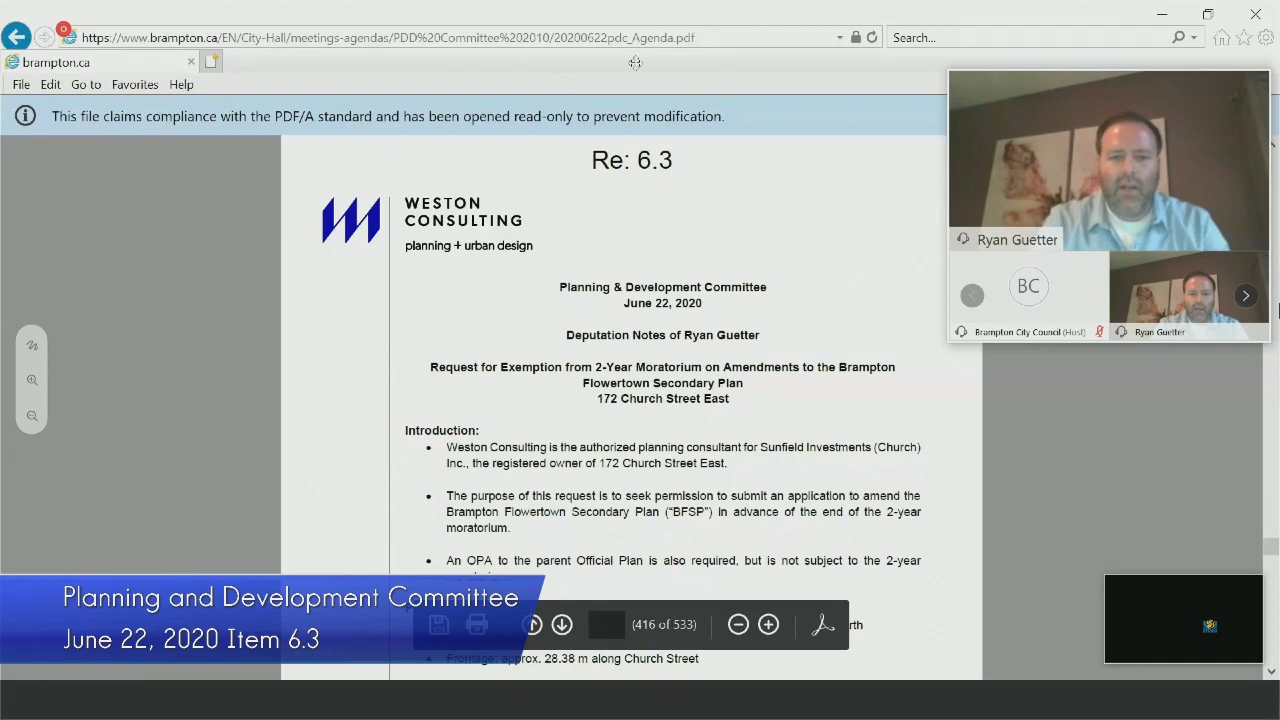 0
https://www.brampton.ca/EN/City-Hall/meetings-agendas/PDD%20Committee%202010/20200622pdc_Agenda.pdf
Search...
brampton.ca
File Edit Go to Favorites Help
This file claims compliance with the PDF/A standard and has been opened read-only to prevent modification.
Re: 6.3
WESTON
CONSULTING
planning + urban design
Planning & Development Committee
June 22, 2020
Deputation Notes of Ryan Guetter
Request for Exemption from 2-Year Moratorium on Amendments to the Brampton
Flowertown Secondary Plan
172 Church Street East
Introduction:
• Weston Consulting is the authorized planning consultant for Sunfield Investments (Church)
Inc., the registered owner of 172 Church Street East.
• The purpose of this request is to seek permission to submit an application to amend the
Brampton Flowertown Secondary Plan (“BFSP”) in advance of the end of the 2-year
moratorium.
• An OPA to the parent Official Plan is also required, but is not subject to the 2-year
(416 of 533)
rth
• Frontage: approx. 28.38 m along Church Street
Ryan Guetter
BC
Brampton City Council (Host)
Ryan Guetter
Planning and Development Committee
June 22, 2020 Item 6.3